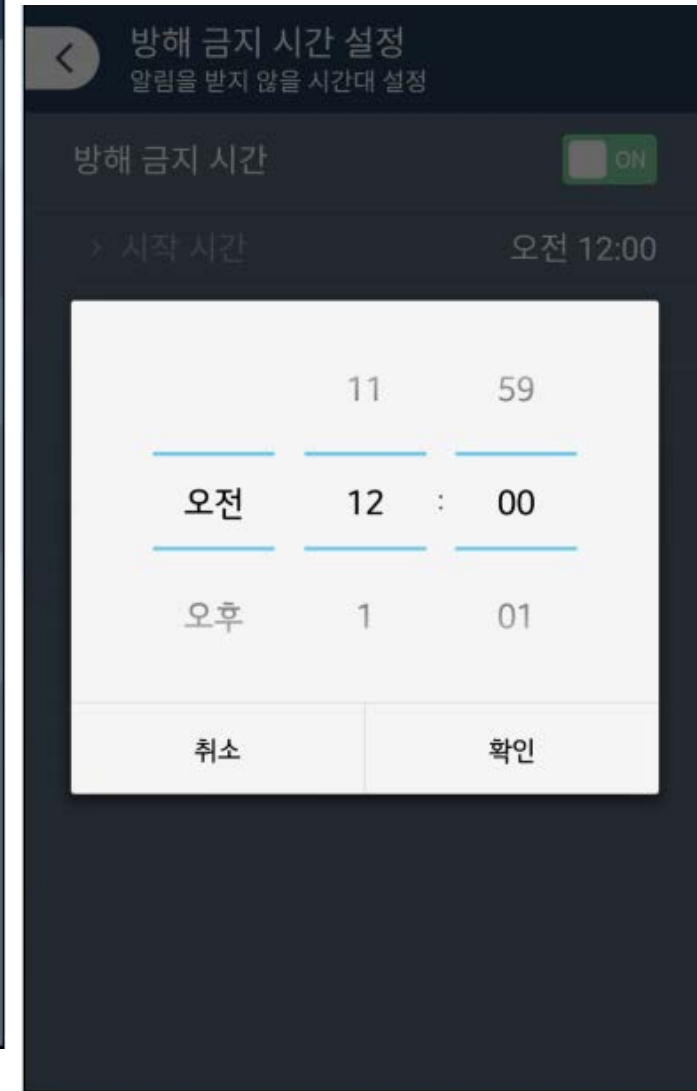 방해 금지 시간 설정
알림을 받지 않을 시간대 설정
방해 금지 시간 ON
> 시작 시간 오전 12:00
11 59
오전 12 : 00
오후 1 01
취소 확인